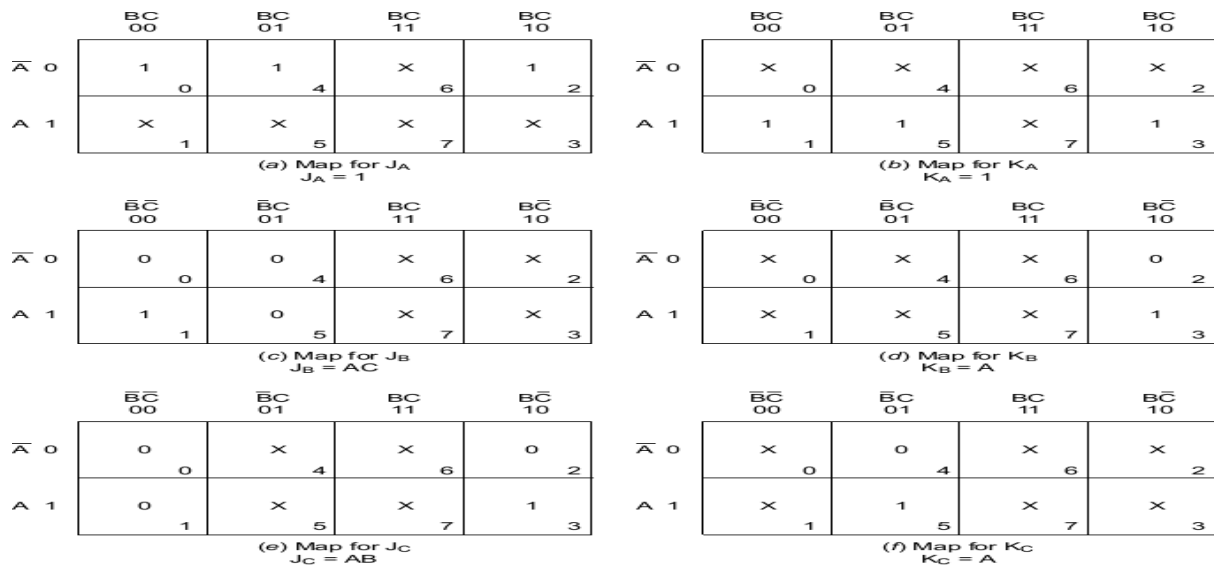 BC BC BC BC BC BC BC BC
00 01 11 10 00 01 11 10
A̅ 0 1 1 X 1 A̅ 0 X X X X
0 4 6 2 0 4 6 2
A 1 X X X X A 1 1 1 X 1
1 5 7 3 1 5 7 3
(a) Map for JA (b) Map for KA
JA = 1 KA = 1
B̅C̅ B̅C BC BC̅ B̅C̅ B̅C BC BC̅
00 01 11 10 00 01 11 10
A̅ 0 0 0 X X A̅ 0 X X X 0
0 4 6 2 0 4 6 2
A 1 1 0 X X A 1 X X X 1
1 5 7 3 1 5 7 3
(c) Map for JB (d) Map for KB
JB = AC KB = A
B̅C̅ B̅C BC BC̅ B̅C̅ B̅C BC BC̅
00 01 11 10 00 01 11 10
A̅ 0 0 X X 0 A̅ 0 X 0 X X
0 4 6 2 0 4 6 2
A 1 0 X X 1 A 1 X 1 X X
1 5 7 3 1 5 7 3
(e) Map for JC (f) Map for KC
JC = AB KC = A